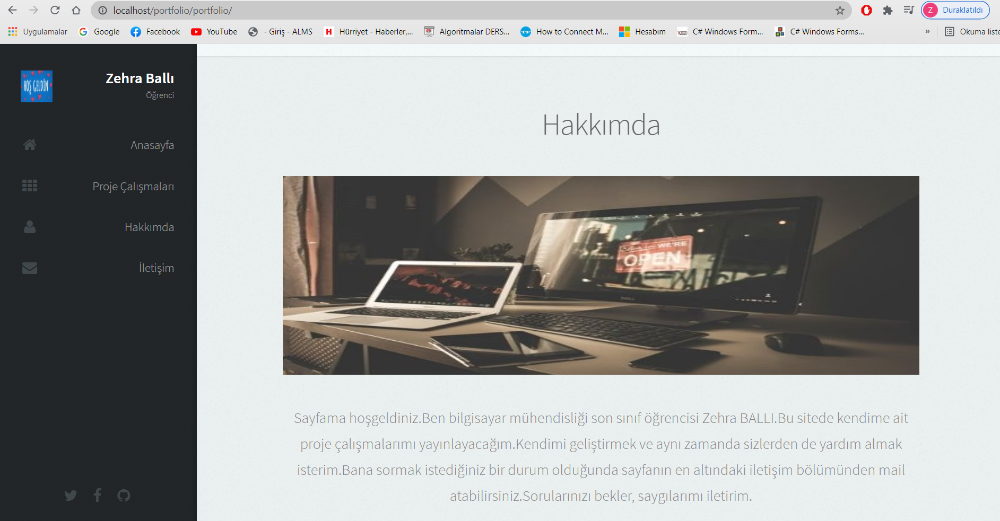 localhost/portfolio/portfolio/
Z Duraklatıldı
Uygulamalar Google Facebook YouTube - Giriş - ALMS Hürriyet - Haberler,... Algoritmalar DERS... How to Connect M... Hesabım C# Windows Form... C# Windows Forms... » Okuma liste
HOŞ GELDİN
Zehra Ballı
Öğrenci
Anasayfa
Proje Çalışmaları
Hakkımda
İletişim
Hakkımda
WE'RE
OPEN
DELL
Sayfama hoşgeldiniz.Ben bilgisayar mühendisliği son sınıf öğrencisi Zehra BALLI.Bu sitede kendime ait
proje çalışmalarımı yayınlayacağım.Kendimi geliştirmek ve aynı zamanda sizlerden de yardım almak
isterim.Bana sormak istediğiniz bir durum olduğunda sayfanın en altındaki iletişim bölümünden mail
atabilirsiniz.Sorularınızı bekler, saygılarımı iletirim.